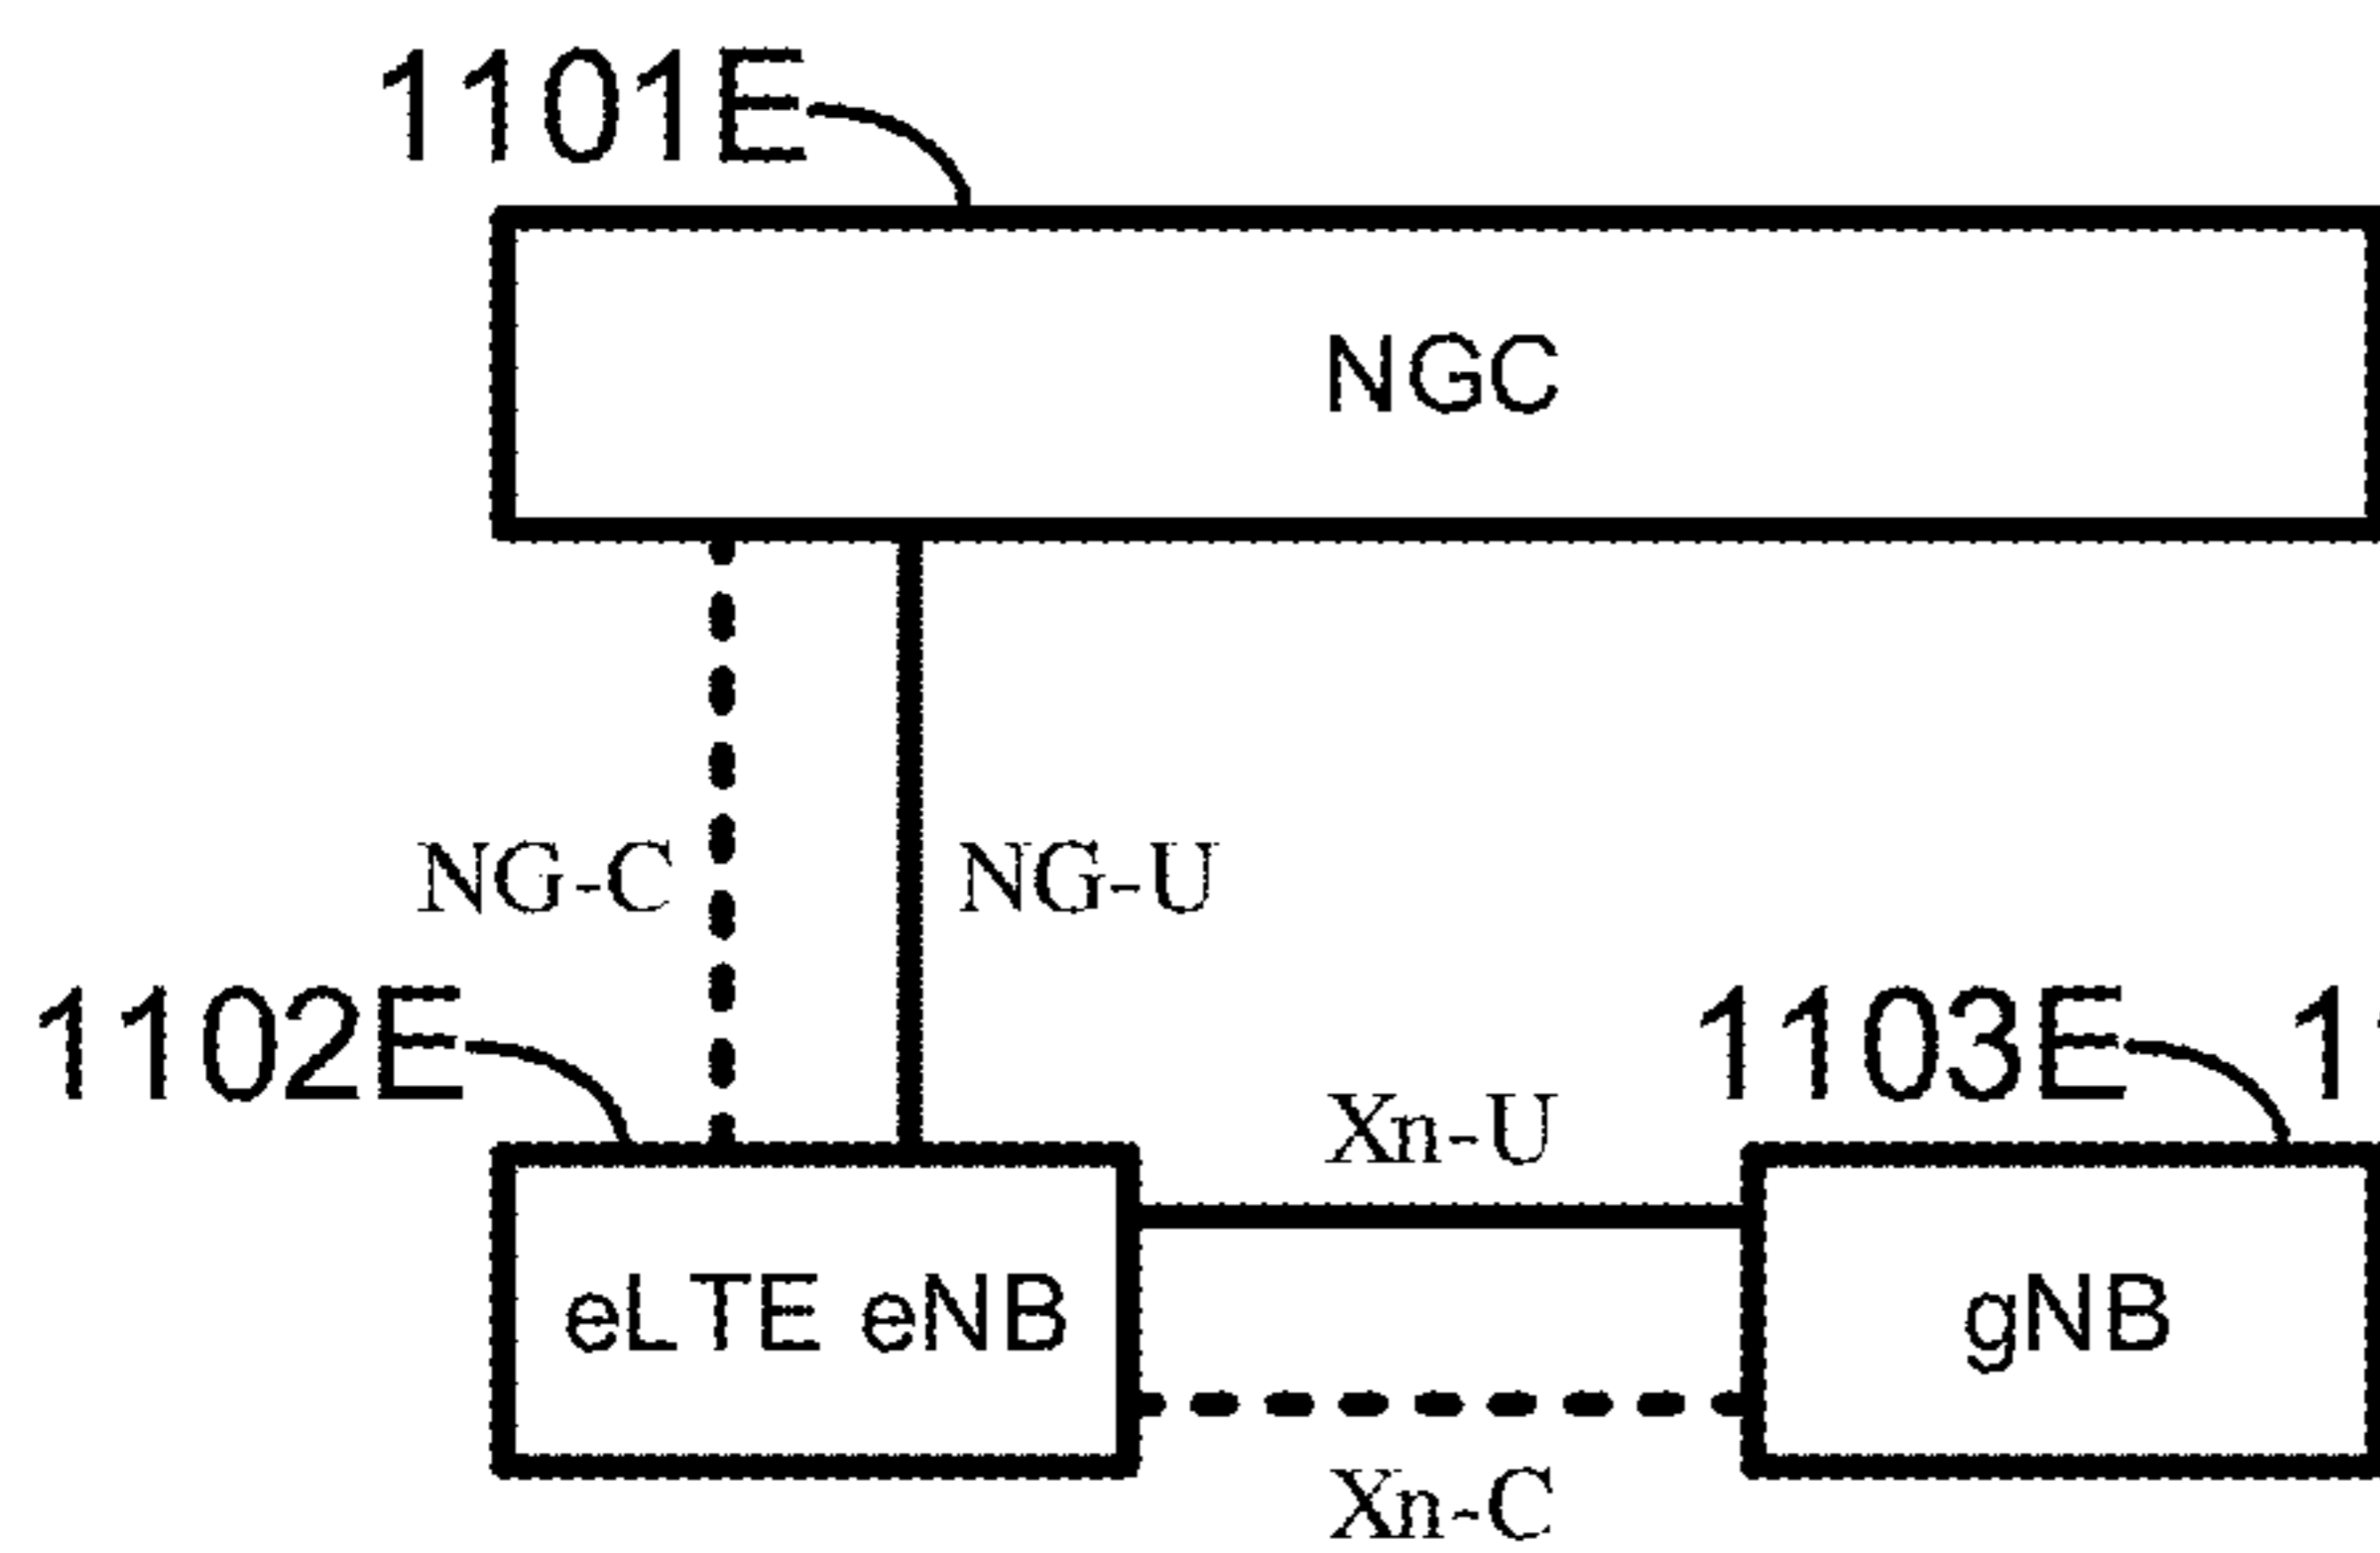 1101E
NGC
NG-C NG-U
1102E 1103E
Xn-U
eLTE eNB gNB
Xn-C